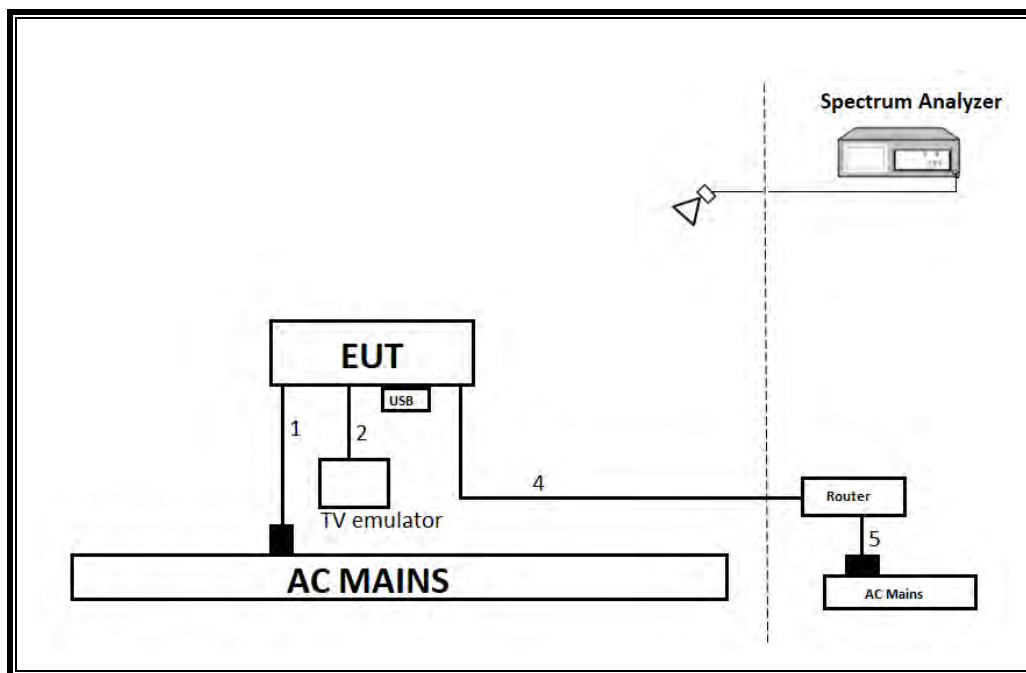 Spectrum Analyzer
EUT
USB
1
2
TV emulator
4
Router
5
AC MAINS
AC Mains